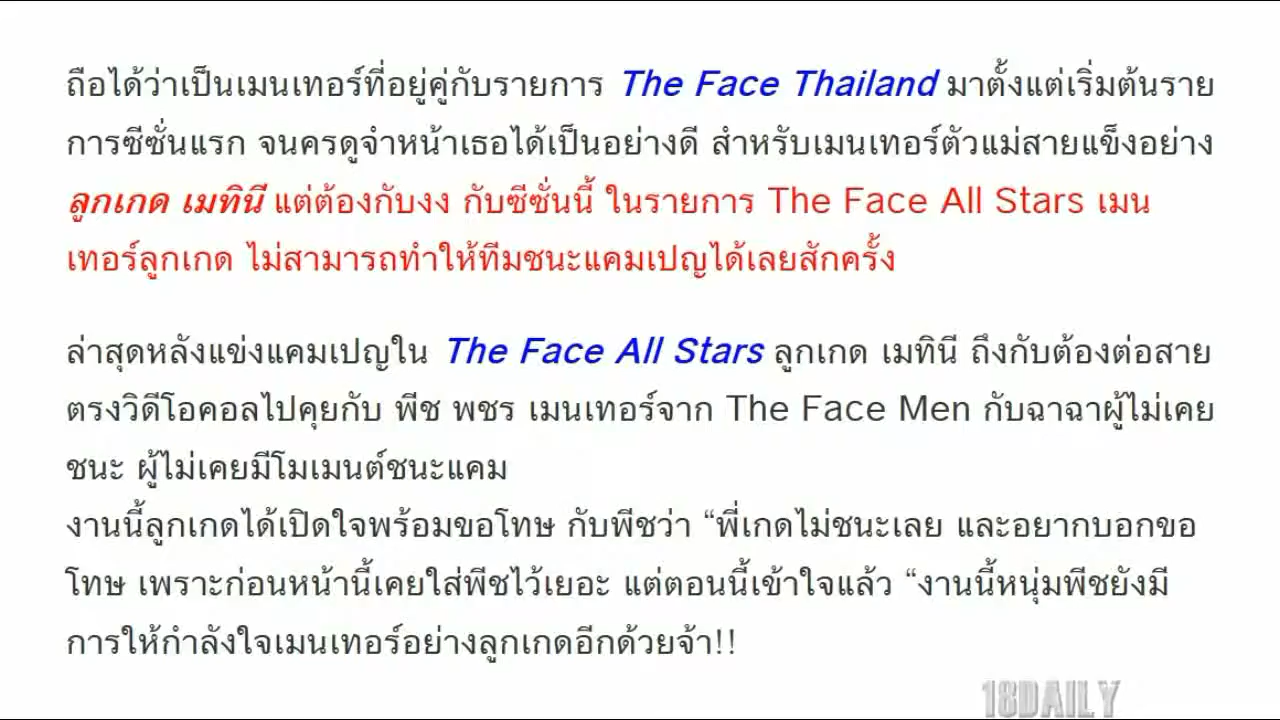 ถือได้ว่าเป็นเมนเทอร์ที่อยู่คู่กับรายการ The Face Thailand มาตั้งแต่เริ่มต้นราย
การซีซั่นแรก จนครดูจำหน้าเธอได้เป็นอย่างดี สำหรับเมนเทอร์ตัวแม่สายแข็งอย่าง
ลูกเกด เมทินี แต่ต้องกับงง กับซีซั่นนี้ ในรายการ The Face All Stars เมน
เทอร์ลูกเกด ไม่สามารถทำให้ทีมชนะแคมเปญได้เลยสักครั้ง
ล่าสุดหลังแข่งแคมเปญใน The Face All Stars ลูกเกด เมทินี ถึงกับต้องต่อสาย
ตรงวิดีโอคอลไปคุยกับ พีช พชร เมนเทอร์จาก The Face Men กับฉาฉาผู้ไม่เคย
ชนะ ผู้ไม่เคยมีโมเมนต์ชนะแคม
งานนี้ลูกเกดได้เปิดใจพร้อมขอโทษ กับพีชว่า “พี่เกดไม่ชนะเลย และอยากบอกขอ
โทษ เพราะก่อนหน้านี้เคยใส่พีชไว้เยอะ แต่ตอนนี้เข้าใจแล้ว “งานนี้หนุ่มพีชยังมี
การให้กำลังใจเมนเทอร์อย่างลูกเกดอีกด้วยจ้า!!
18DAILY